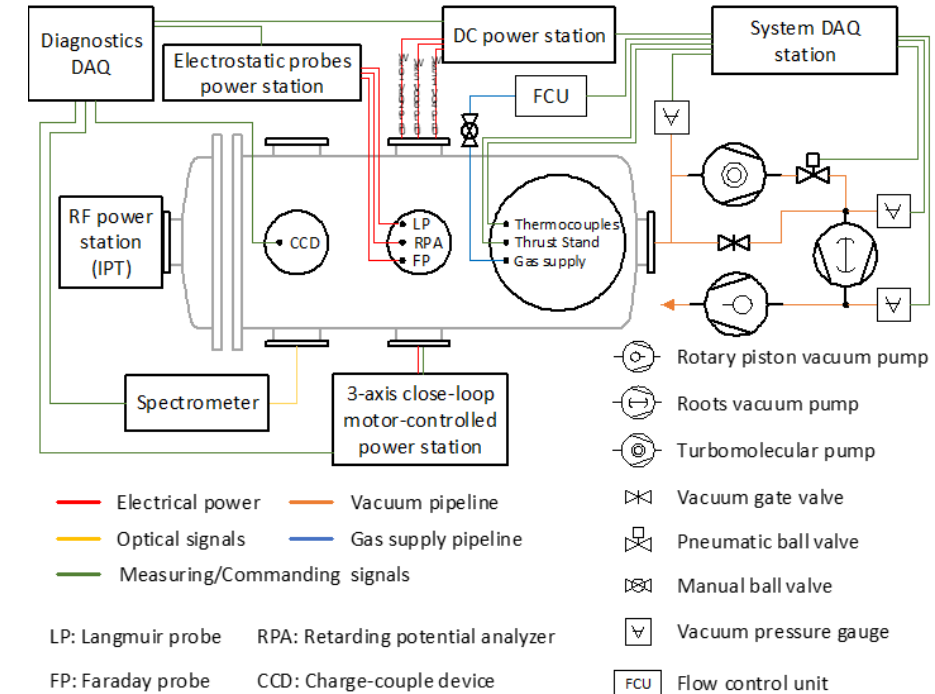 Diagnostics
DAQ
Electrostatic probes
power station
DC power station
System DAQ
station
FCU
RF power
station
(IPT)
CCD
LP
RPA
FP
Thermocouples
Thrust Stand
Gas supply
Spectrometer
3-axis close-loop
motor-controlled
power station
Rotary piston vacuum pump
Roots vacuum pump
Turbomolecular pump
Vacuum gate valve
Pneumatic ball valve
Manual ball valve
Vacuum pressure gauge
FCU
Flow control unit
Electrical power
Vacuum pipeline
Optical signals
Gas supply pipeline
Measuring/Commanding signals
LP: Langmuir probe
RPA: Retarding potential analyzer
FP: Faraday probe
CCD: Charge-couple device